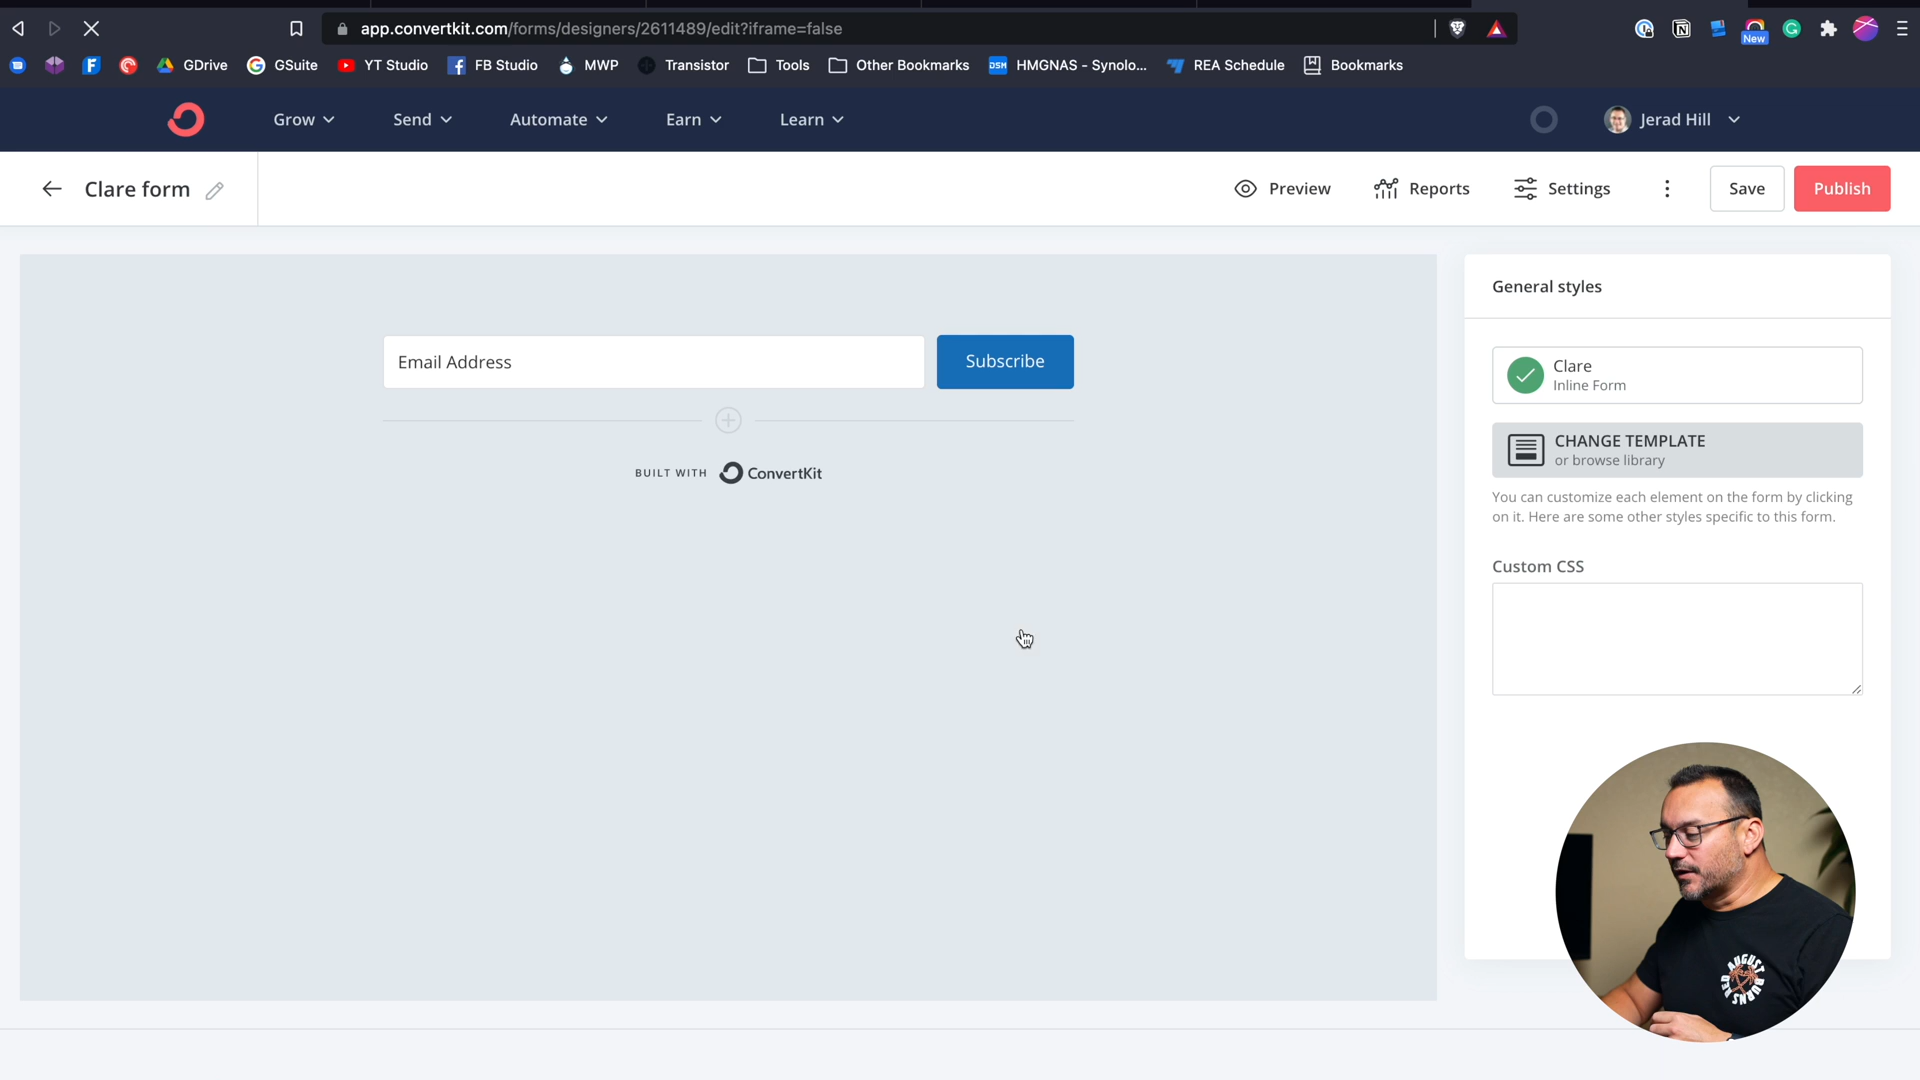 app.convertkit.com/forms/designers/2611489/edit?iframe=false
New
GDrive
GSuite
YT Studio
FB Studio
MWP
Transistor
Tools
Other Bookmarks
DSM
HMGNAS - Synolo...
REA Schedule
Bookmarks
Grow
Send
Automate
Earn
Learn
Jerad Hill
Clare form
Preview
Reports
Settings
Save
Publish
Email Address
Subscribe
BUILT WITH ConvertKit
General styles
Clare
Inline Form
CHANGE TEMPLATE
or browse library
You can customize each element on the form by clicking
on it. Here are some other styles specific to this form.
Custom CSS
AUGUST
BURNS
RED